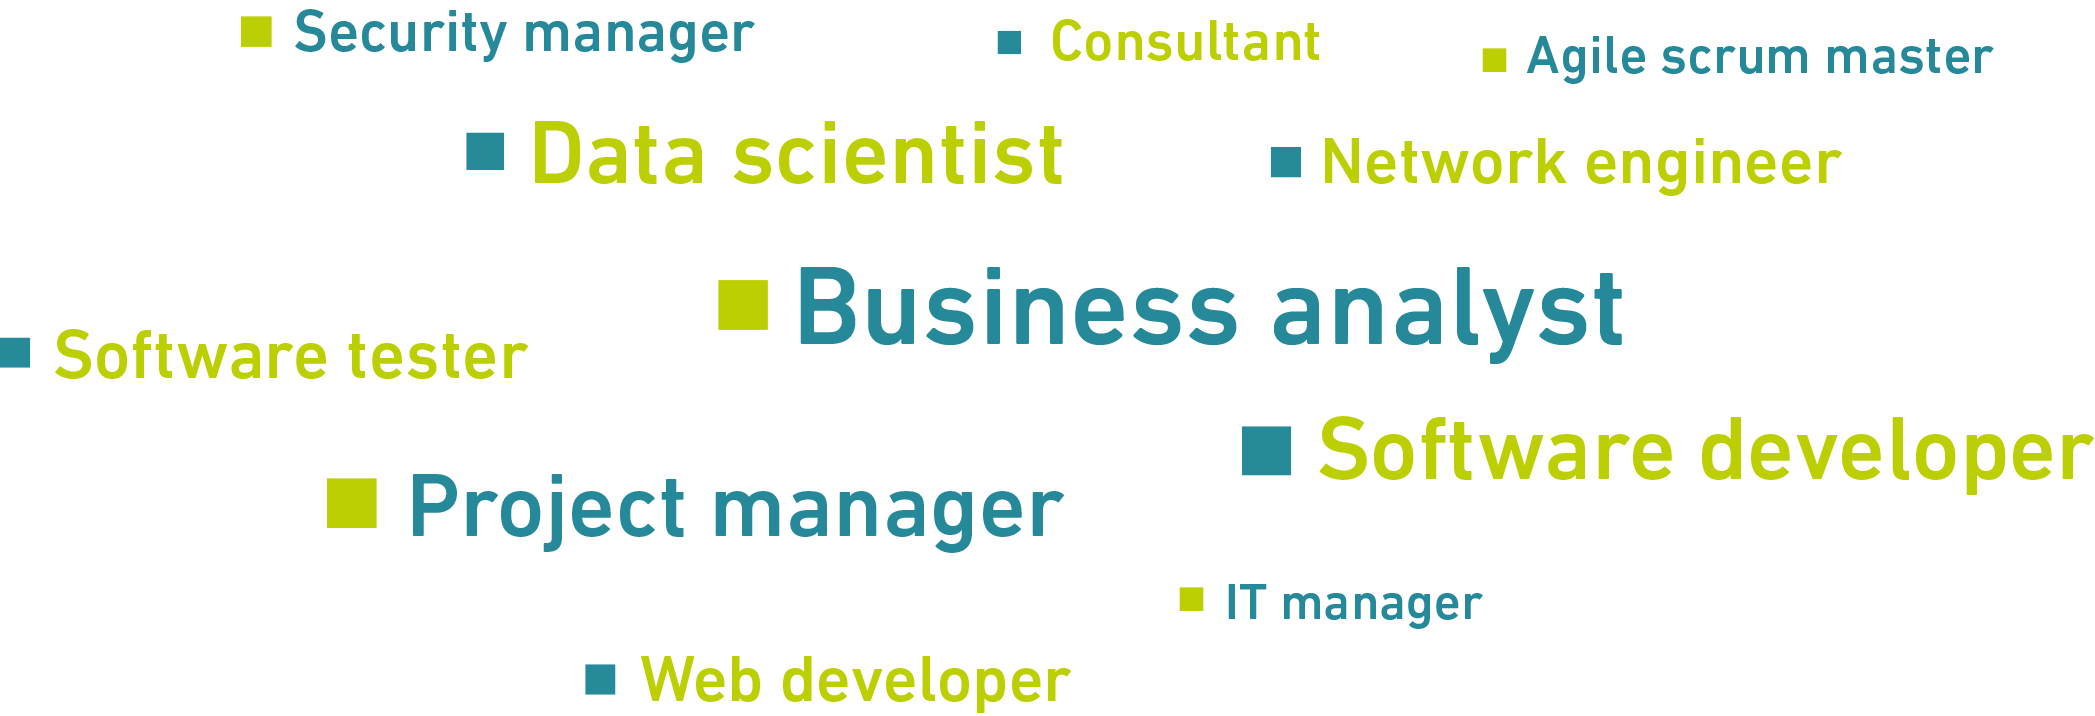 Security manager
Consultant
Agile scrum master
Data scientist
Network engineer
Business analyst
Software tester
Software developer
Project manager
IT manager
Web developer